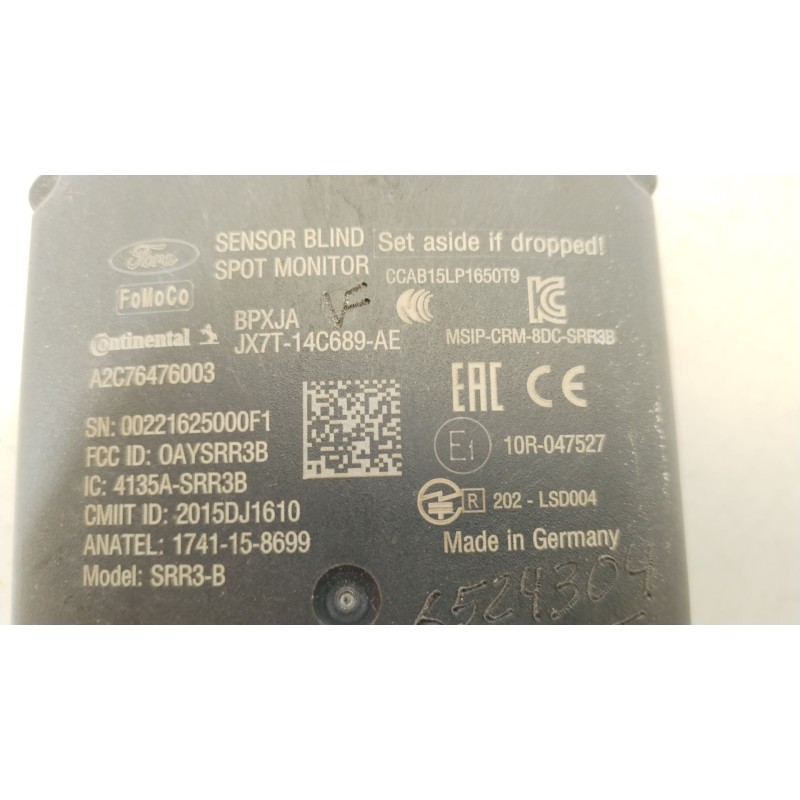 Ford
SENSOR BLIND
SPOT MONITOR
Set aside if dropped!
FoMoCo
CCAB15LP1650T9
BPXJA
VF
Continental
JX7T-14C689-AE
MSIP-CRM-8DC-SRR3B
A2C76476003
EAC CE
SN: 00221625000F1
FCC ID: OAYSRR3B
E1
10R-047527
IC: 4135A-SRR3B
R 202 - LSD004
CMIIT ID: 2015DJ1610
ANATEL: 1741-15-8699
Made in Germany
Model: SRR3-B
6524304